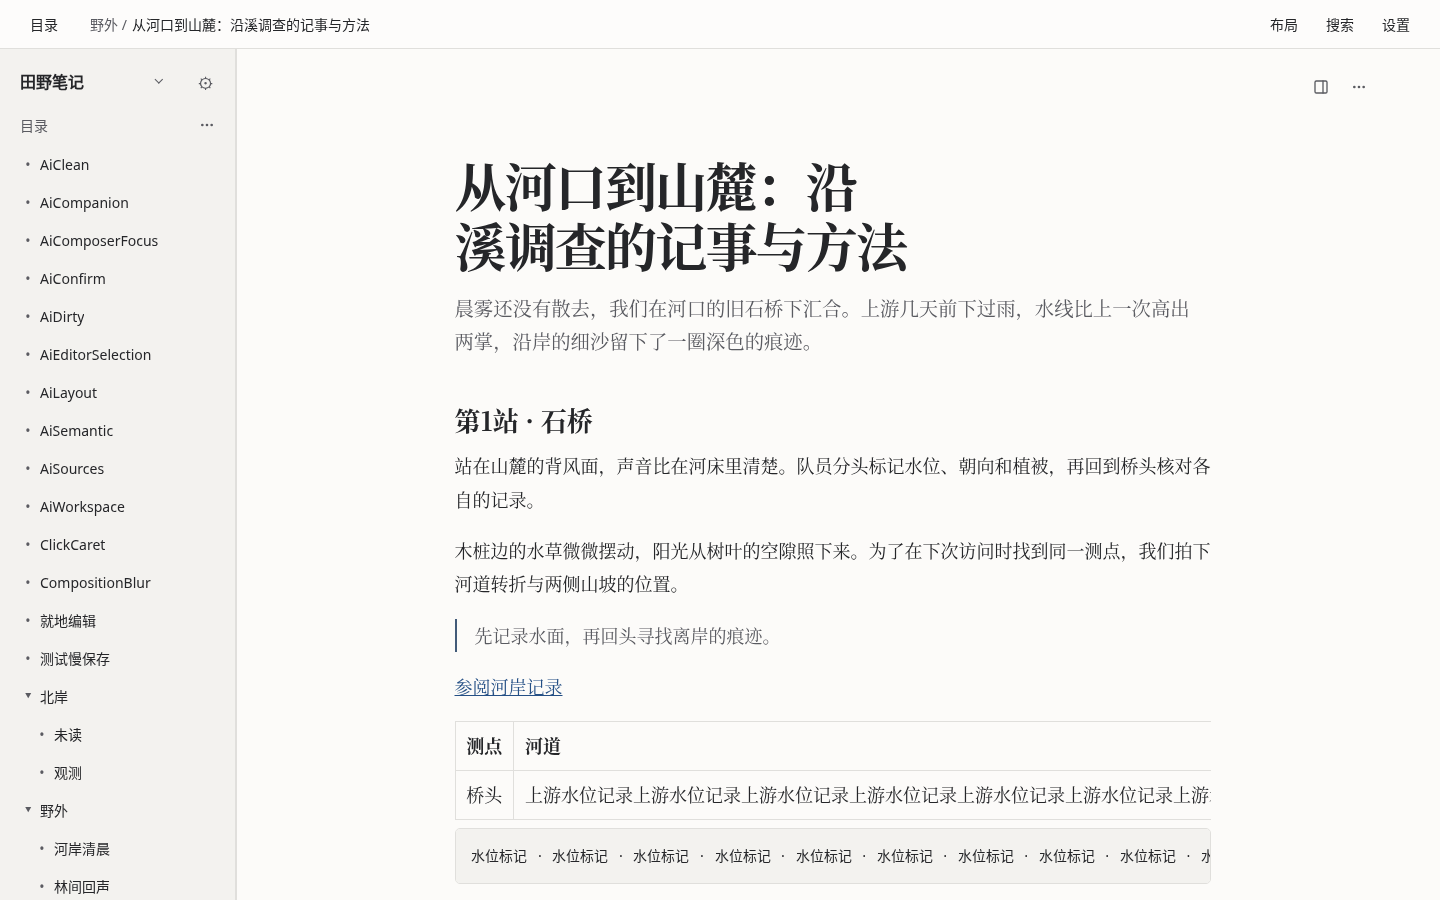 目录
野外 / 从河口到山麓：沿溪调查的记事与方法
布局
搜索
设置
田野笔记
目录
AiClean
AiCompanion
AiComposerFocus
AiConfirm
AiDirty
AiEditorSelection
AiLayout
AiSemantic
AiSources
AiWorkspace
ClickCaret
CompositionBlur
就地编辑
测试慢保存
北岸
未读
观测
野外
河岸清晨
林间回声
从河口到山麓：沿
溪调查的记事与方法
晨雾还没有散去，我们在河口的旧石桥下汇合。上游几天前下过雨，水线比上一次高出
两掌，沿岸的细沙留下了一圈深色的痕迹。
第1站 · 石桥
站在山麓的背风面，声音比在河床里清楚。队员分头标记水位、朝向和植被，再回到桥头核对各
自的记录。
木桩边的水草微微摆动，阳光从树叶的空隙照下来。为了在下次访问时找到同一测点，我们拍下
河道转折与两侧山坡的位置。
先记录水面，再回头寻找离岸的痕迹。
参阅河岸记录
测点 河道
桥头 上游水位记录上游水位记录上游水位记录上游水位记录上游水位记录上游水位记录上游
水位标记 · 水位标记 · 水位标记 · 水位标记 · 水位标记 · 水位标记 · 水位标记 · 水位标记 · 水位标记 ·